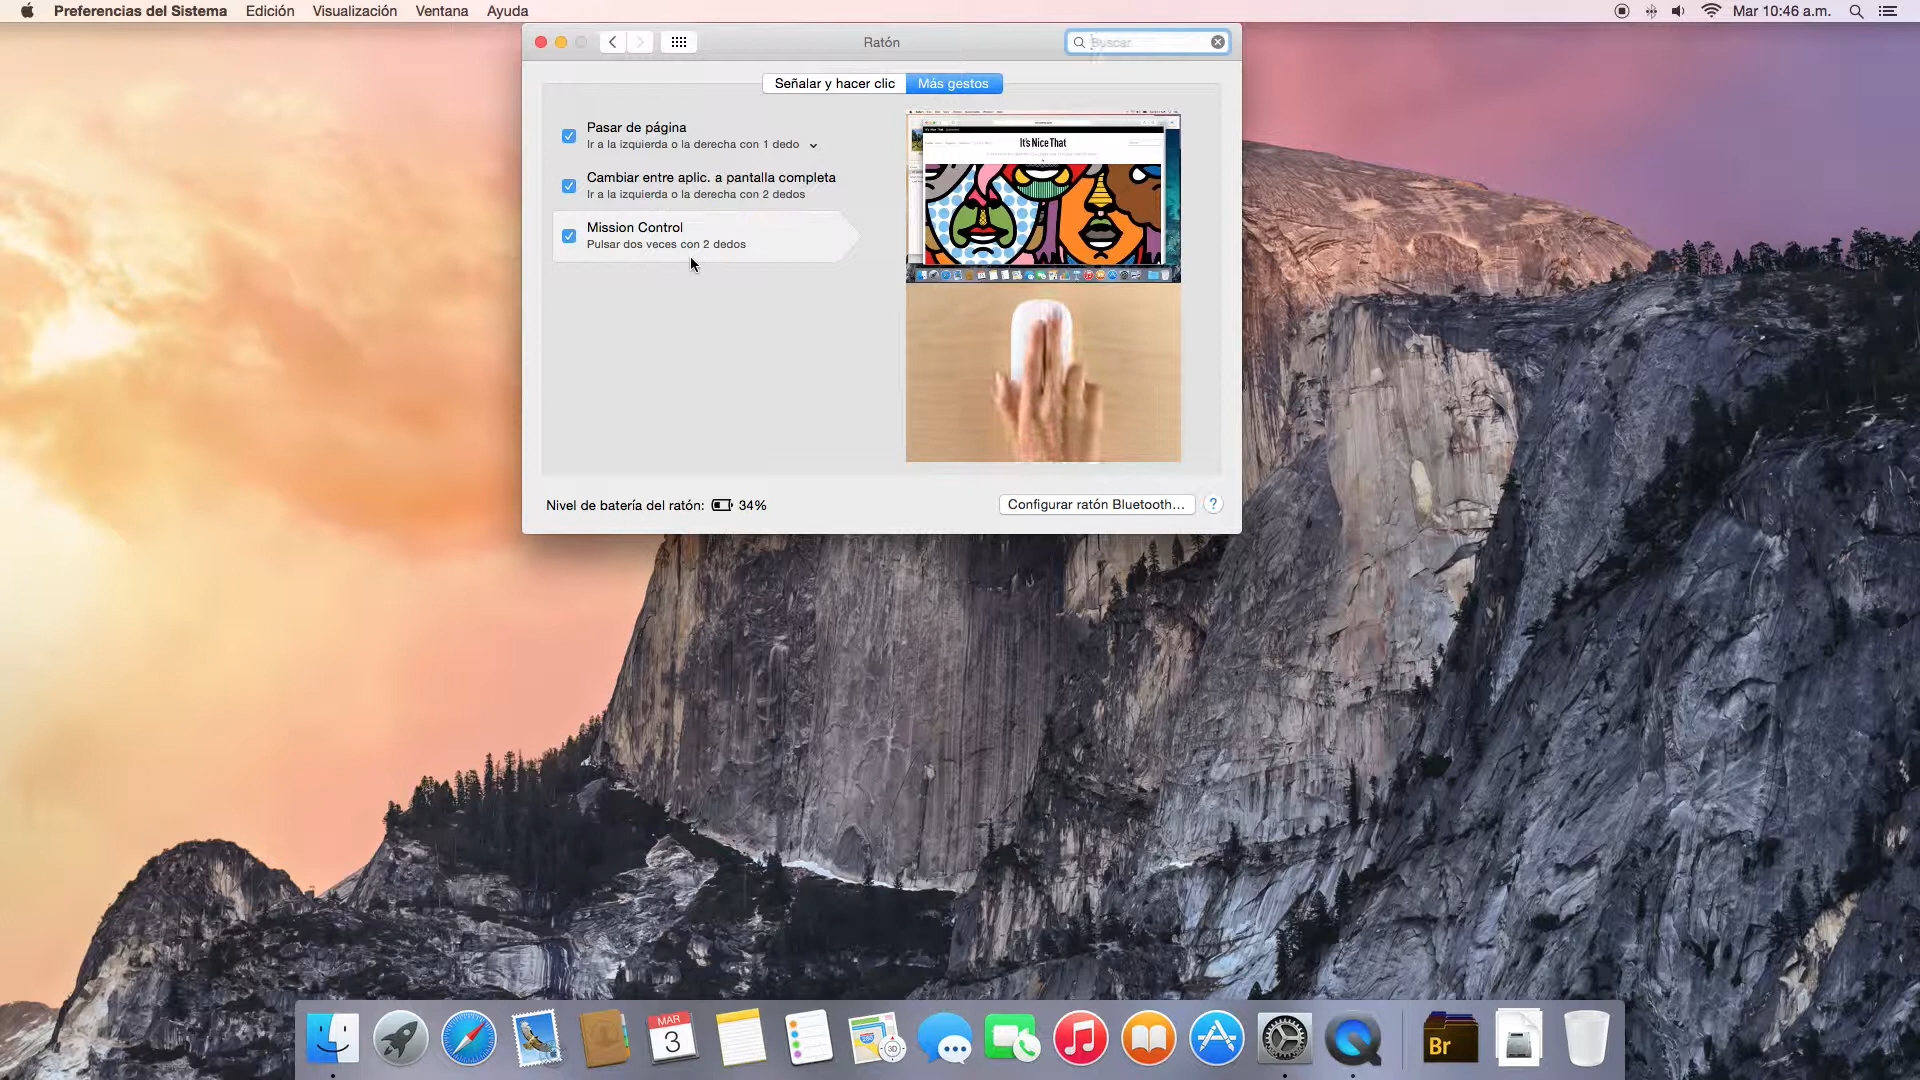 Preferencias del Sistema Edición Visualización Ventana Ayuda
Mar 10:46 a.m.
Ratón
Buscar
Señalar y hacer clic
Más gestos
Pasar de página
Ir a la izquierda o la derecha con 1 dedo
Cambiar entre aplic. a pantalla completa
Ir a la izquierda o la derecha con 2 dedos
Mission Control
Pulsar dos veces con 2 dedos
It's Nice That
Nivel de batería del ratón: 34%
Configurar ratón Bluetooth...
?
MAR
3
280
3D
Br